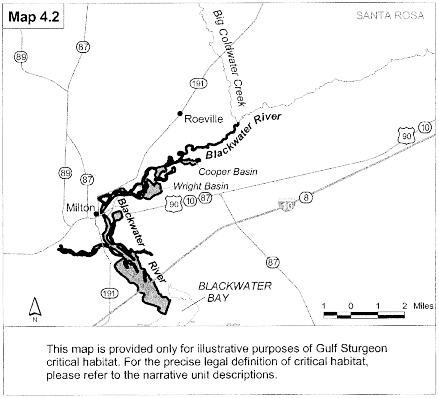 Map 4.2
SANTA ROSA
87
89
Big Coldwater Creek
191
Roeville
Blackwater River
90
10
Cooper Basin
89
87
Wright Basin
8
Milton
90
10
87
Blackwater River
87
191
BLACKWATER
BAY
N
1 0 1 2 Miles
This map is provided only for illustrative purposes of Gulf Sturgeon
critical habitat. For the precise legal definition of critical habitat,
please refer to the narrative unit descriptions.